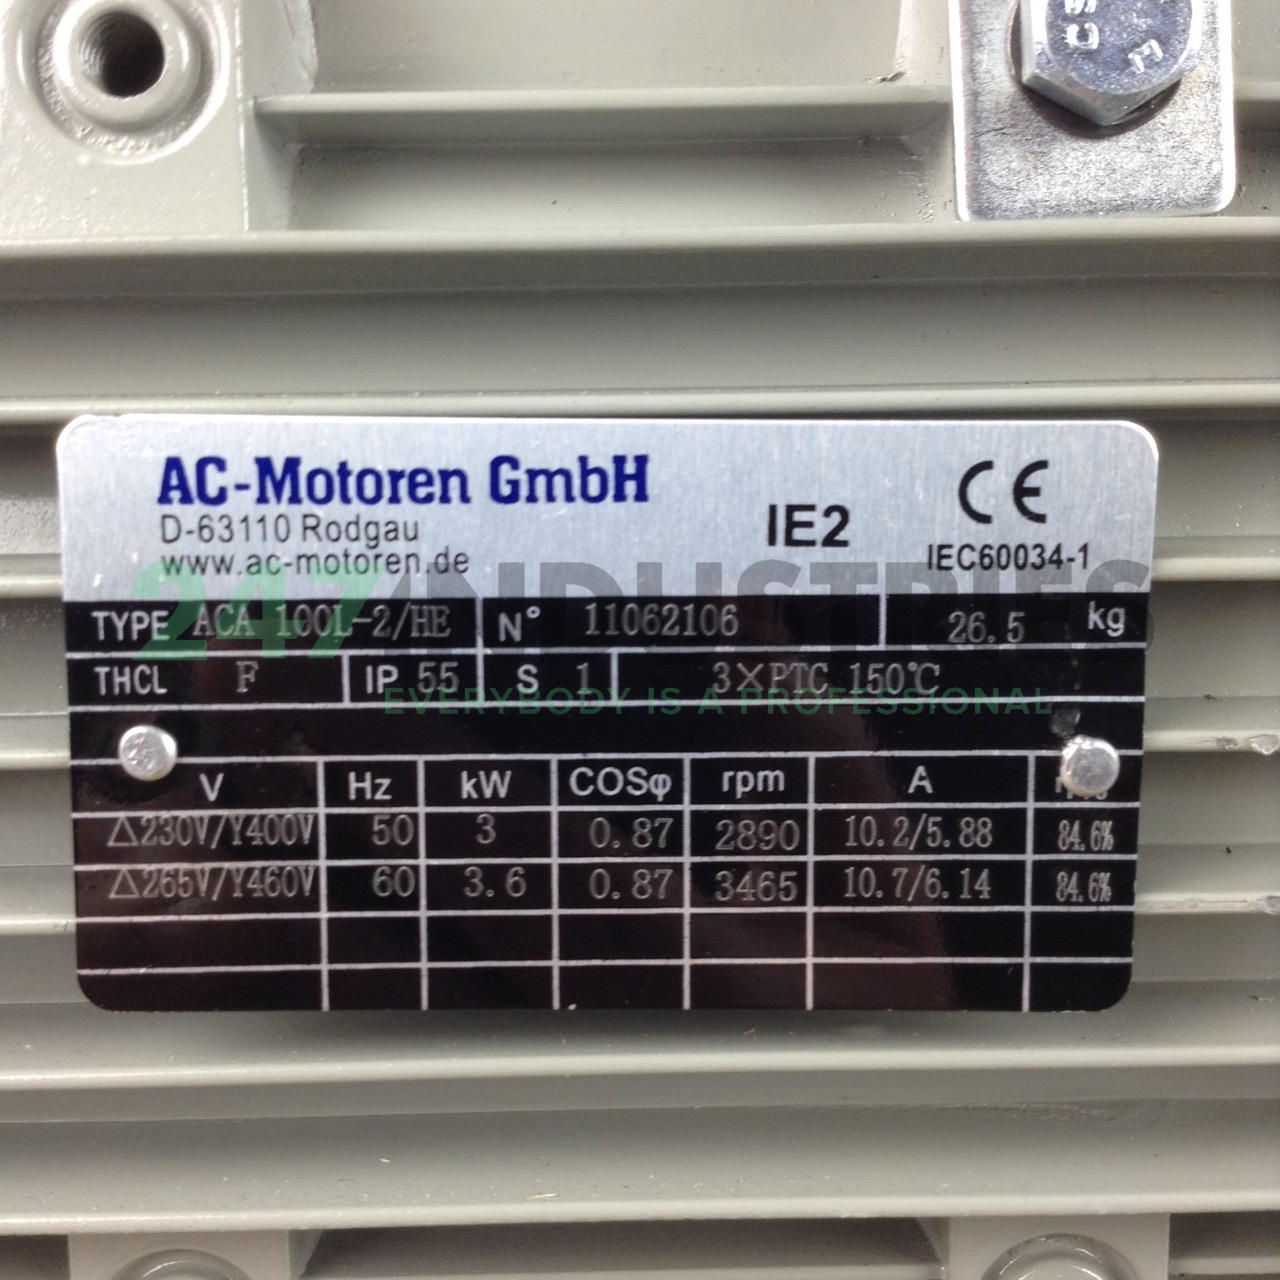 AC-Motoren GmbH
D-63110 Rodgau
www.ac-motoren.de
IE2
CE
IEC60034-1
TYPE ACA 100L-2/HE N° 11062106 26.5 kg
THCL F IP 55 S 1 3×PTC 150℃
247INDUSTRIES
EVERYBODY IS A PROFESSIONAL
V Hz kW COSφ rpm A
△230V/Y400V 50 3 0.87 2890 10.2/5.88 84.6%
△265V/Y460V 60 3.6 0.87 3465 10.7/6.14 84.6%